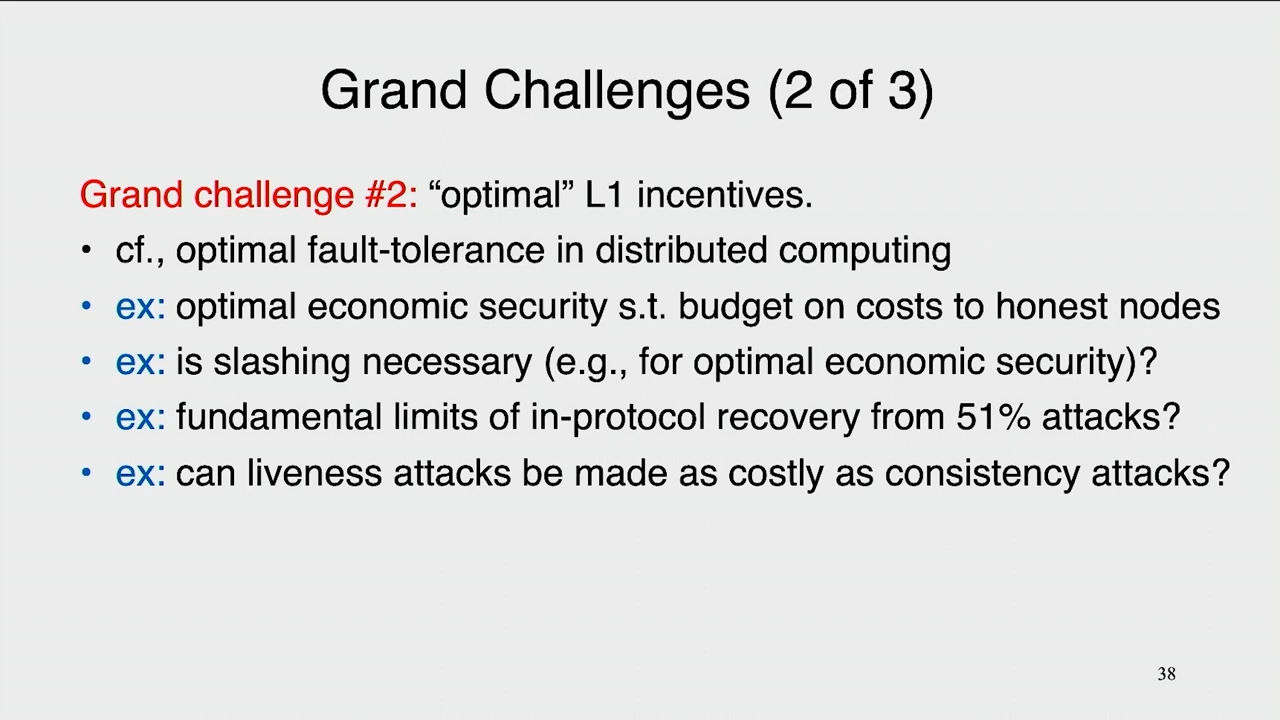 Grand Challenges (2 of 3)
Grand challenge #2: “optimal” L1 incentives.
• cf., optimal fault-tolerance in distributed computing
• ex: optimal economic security s.t. budget on costs to honest nodes
• ex: is slashing necessary (e.g., for optimal economic security)?
• ex: fundamental limits of in-protocol recovery from 51% attacks?
• ex: can liveness attacks be made as costly as consistency attacks?
38